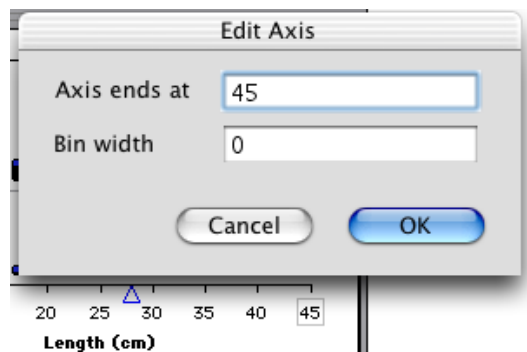 Edit Axis
Axis ends at 45
Bin width 0
Cancel OK
20 25 30 35 40 45
Length (cm)